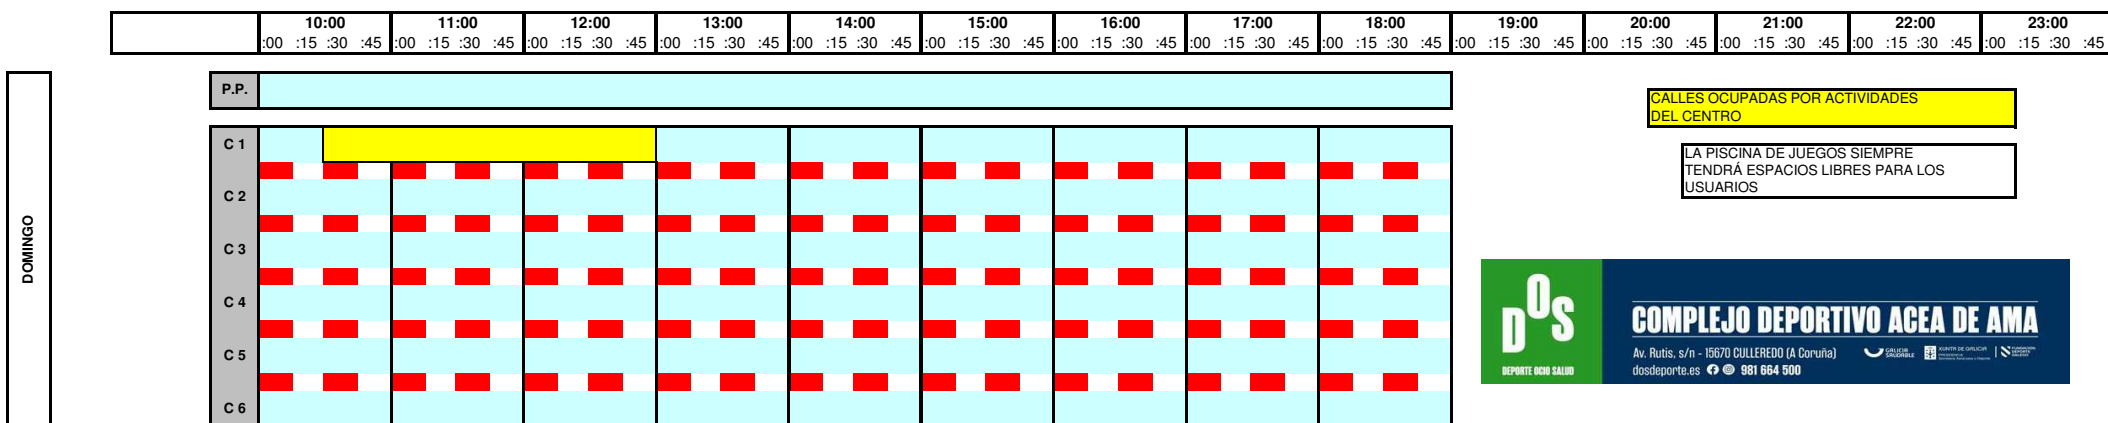 10:00 11:00 12:00 13:00 14:00 15:00 16:00 17:00 18:00 19:00 20:00 21:00 22:00 23:00
:00 :15 :30 :45 :00 :15 :30 :45 :00 :15 :30 :45 :00 :15 :30 :45 :00 :15 :30 :45 :00 :15 :30 :45 :00 :15 :30 :45 :00 :15 :30 :45 :00 :15 :30 :45 :00 :15 :30 :45 :00 :15 :30 :45 :00 :15 :30 :45 :00 :15 :30 :45 :00 :15 :30 :45
DOMINGO
P.P.
C 1
C 2
C 3
C 4
C 5
C 6
CALLES OCUPADAS POR ACTIVIDADES
DEL CENTRO
LA PISCINA DE JUEGOS SIEMPRE
TENDRÁ ESPACIOS LIBRES PARA LOS
USUARIOS
DOS
DEPORTE OCIO SALUD
COMPLEJO DEPORTIVO ACEA DE AMA
Av. Rutis, s/n - 15670 CULLEREDO (A Coruña)
GALICIA
SAUDABLE
XUNTA DE GALICIA
dosdeporte.es 981 664 500